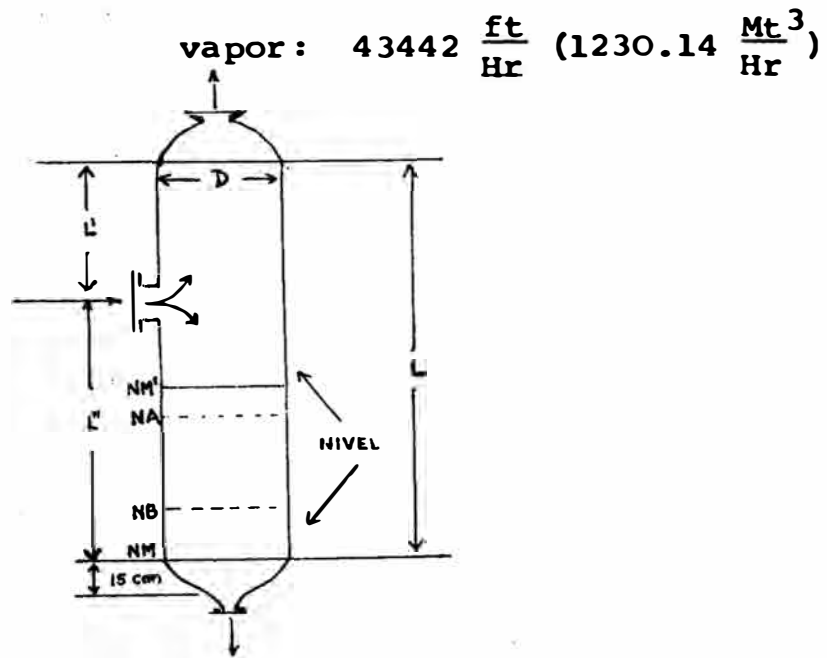 vapor: 43442 ft/Hr (1230.14 Mt³/Hr)
D
L'
L
L"
NM'
NA
NIVEL
NB
NM
15 cm